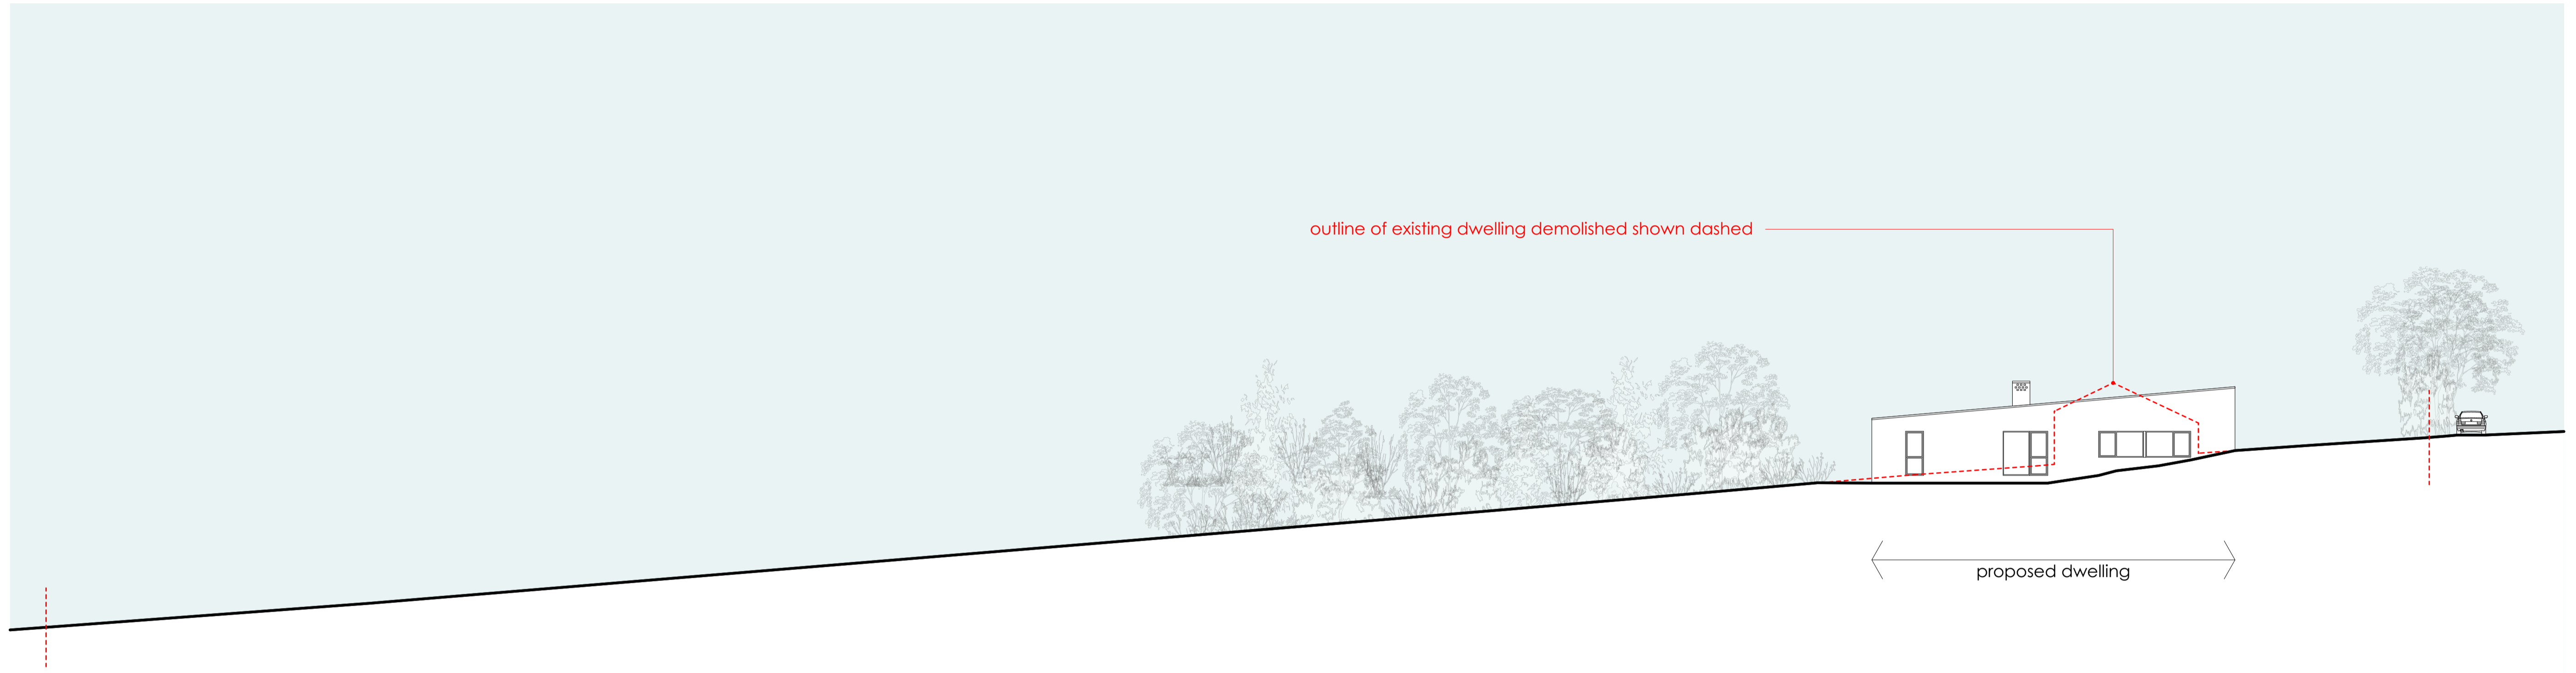 outline of existing dwelling demolished shown dashed
proposed dwelling